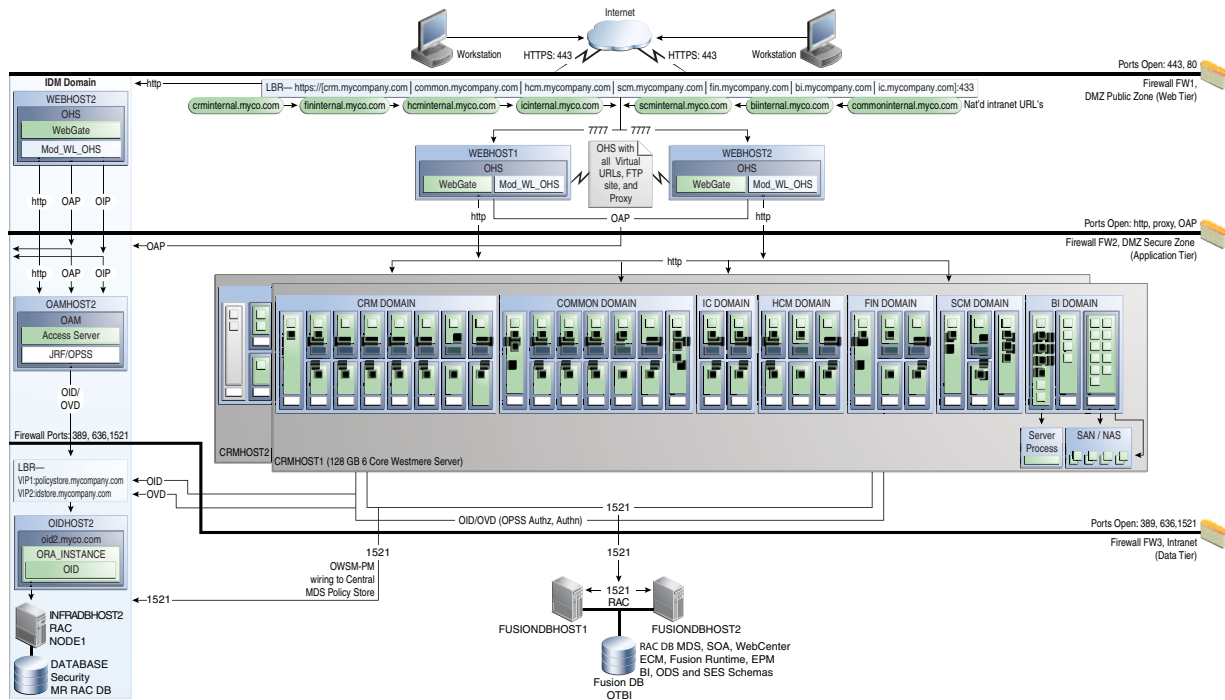 Internet
Workstation
Workstation
HTTPS: 443
HTTPS: 443
Ports Open: 443, 80
Firewall FW1,
DMZ Public Zone (Web Tier)
IDM Domain
http
LBR— https://[crm.mycompany.com | common.mycompany.com | hcm.mycompany.com | scm.mycompany.com | fin.mycompany.com | bi.mycompany.com | ic.mycompany.com]:433
crminternal.myco.com
fininternal.myco.com
hcminternal.myco.com
icinternal.myco.com
scminternal.myco.com
biinternal.myco.com
commoninternal.myco.com
Nat'd intranet URL's
WEBHOST2
OHS
WebGate
Mod_WL_OHS
7777
7777
WEBHOST1
OHS
WebGate
Mod_WL_OHS
OHS with
all Virtual
URLs, FTP
site, and
Proxy
WEBHOST2
OHS
WebGate
Mod_WL_OHS
http
OAP
OIP
http
OAP
http
OAP
Ports Open: http, proxy, OAP
Firewall FW2, DMZ Secure Zone
(Application Tier)
http
OAP
OIP
http
OAMHOST2
OAM
Access Server
JRF/OPSS
CRM DOMAIN
COMMON DOMAIN
IC DOMAIN
HCM DOMAIN
FIN DOMAIN
SCM DOMAIN
BI DOMAIN
OID/
OVD
Firewall Ports: 389, 636,1521
Server
Process
SAN / NAS
CRMHOST2
CRMHOST1 (128 GB 6 Core Westmere Server)
LBR—
VIP1:policystore.mycompany.com
VIP2:idstore.mycompany.com
OID
OVD
1521
OID/OVD (OPSS Authz, Authn)
Ports Open: 389, 636,1521
Firewall FW3, Intranet
(Data Tier)
OIDHOST2
oid2.myco.com
ORA_INSTANCE
OID
1521
OWSM-PM
wiring to Central
MDS Policy Store
1521
1521
1521
RAC
INFRADBHOST2
RAC
NODE1
FUSIONDBHOST1
FUSIONDBHOST2
DATABASE
Security
MR RAC DB
RAC DB MDS, SOA, WebCenter
ECM, Fusion Runtime, EPM
BI, ODS and SES Schemas
Fusion DB
OTBI